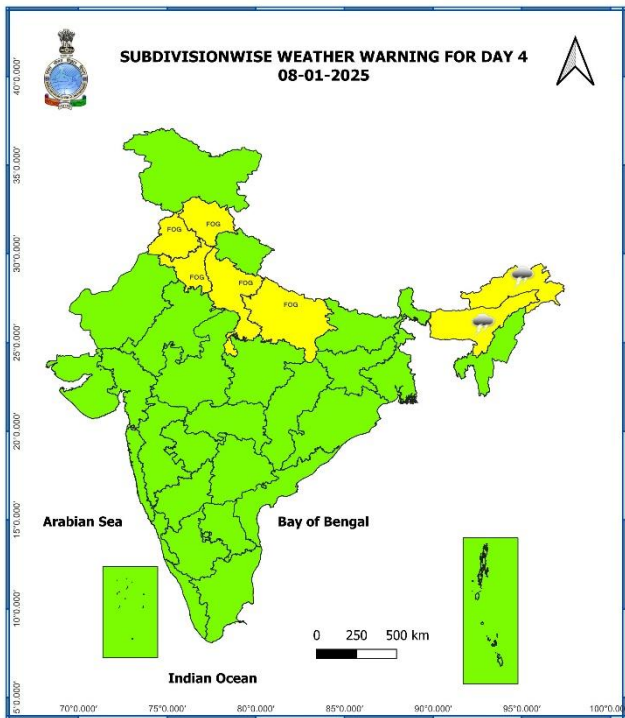 SUBDIVISIONWISE WEATHER WARNING FOR DAY 4
08-01-2025
40°0.000'
35°0.000'
30°0.000'
25°0.000'
20°0.000'
15°0.000'
10°0.000'
5°0.000'
FOG
FOG
FOG
FOG
Arabian Sea
Bay of Bengal
0 250 500 km
Indian Ocean
70°0.000' 75°0.000' 80°0.000' 85°0.000' 90°0.000' 95°0.000' 100°0.000'